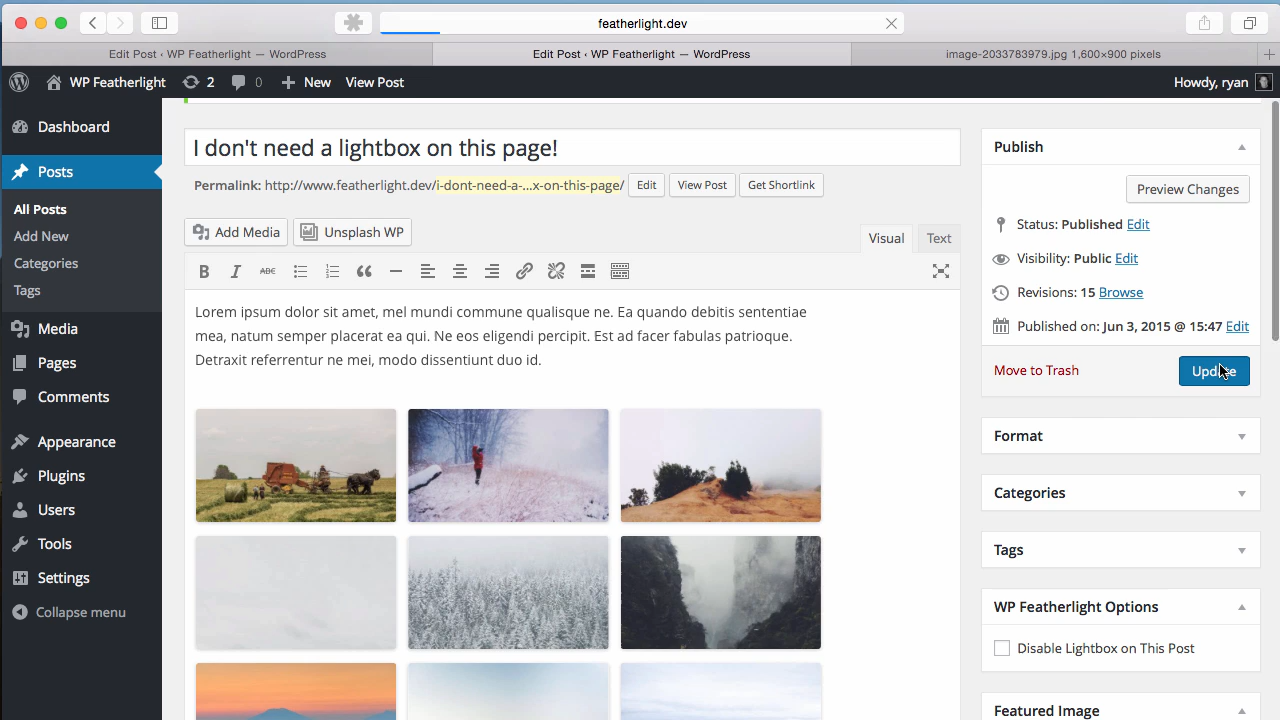 featherlight.dev
Edit Post ‹ WP Featherlight — WordPress
Edit Post ‹ WP Featherlight — WordPress
image-2033783979.jpg 1,600×900 pixels
WP Featherlight
2
0
New
View Post
Howdy, ryan
Dashboard
Posts
All Posts
Add New
Categories
Tags
Media
Pages
Comments
Appearance
Plugins
Users
Tools
Settings
Collapse menu
I don't need a lightbox on this page!
Permalink: http://www.featherlight.dev/i-dont-need-a-...x-on-this-page/ Edit View Post Get Shortlink
Add Media Unsplash WP
Visual Text
B I ABC
Lorem ipsum dolor sit amet, mel mundi commune qualisque ne. Ea quando debitis sententiae
mea, natum semper placerat ea qui. Ne eos eligendi percipit. Est ad facer fabulas patrioque.
Detraxit referrentur ne mei, modo dissentiunt duo id.
Publish
Preview Changes
Status: Published Edit
Visibility: Public Edit
Revisions: 15 Browse
Published on: Jun 3, 2015 @ 15:47 Edit
Move to Trash Update
Format
Categories
Tags
WP Featherlight Options
Disable Lightbox on This Post
Featured Image